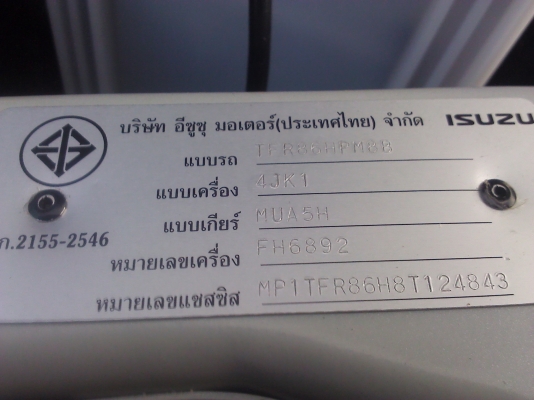 บริษัท อีซูซุ มอเตอร์(ประเทศไทย) จำกัด ISUZU
แบบรถ
แบบเครื่อง 4JK1
แบบเกียร์ MUA5H
ก.2155-2546
หมายเลขเครื่อง FH6892
หมายเลขแชสซิส MP1TFR86H8T124843